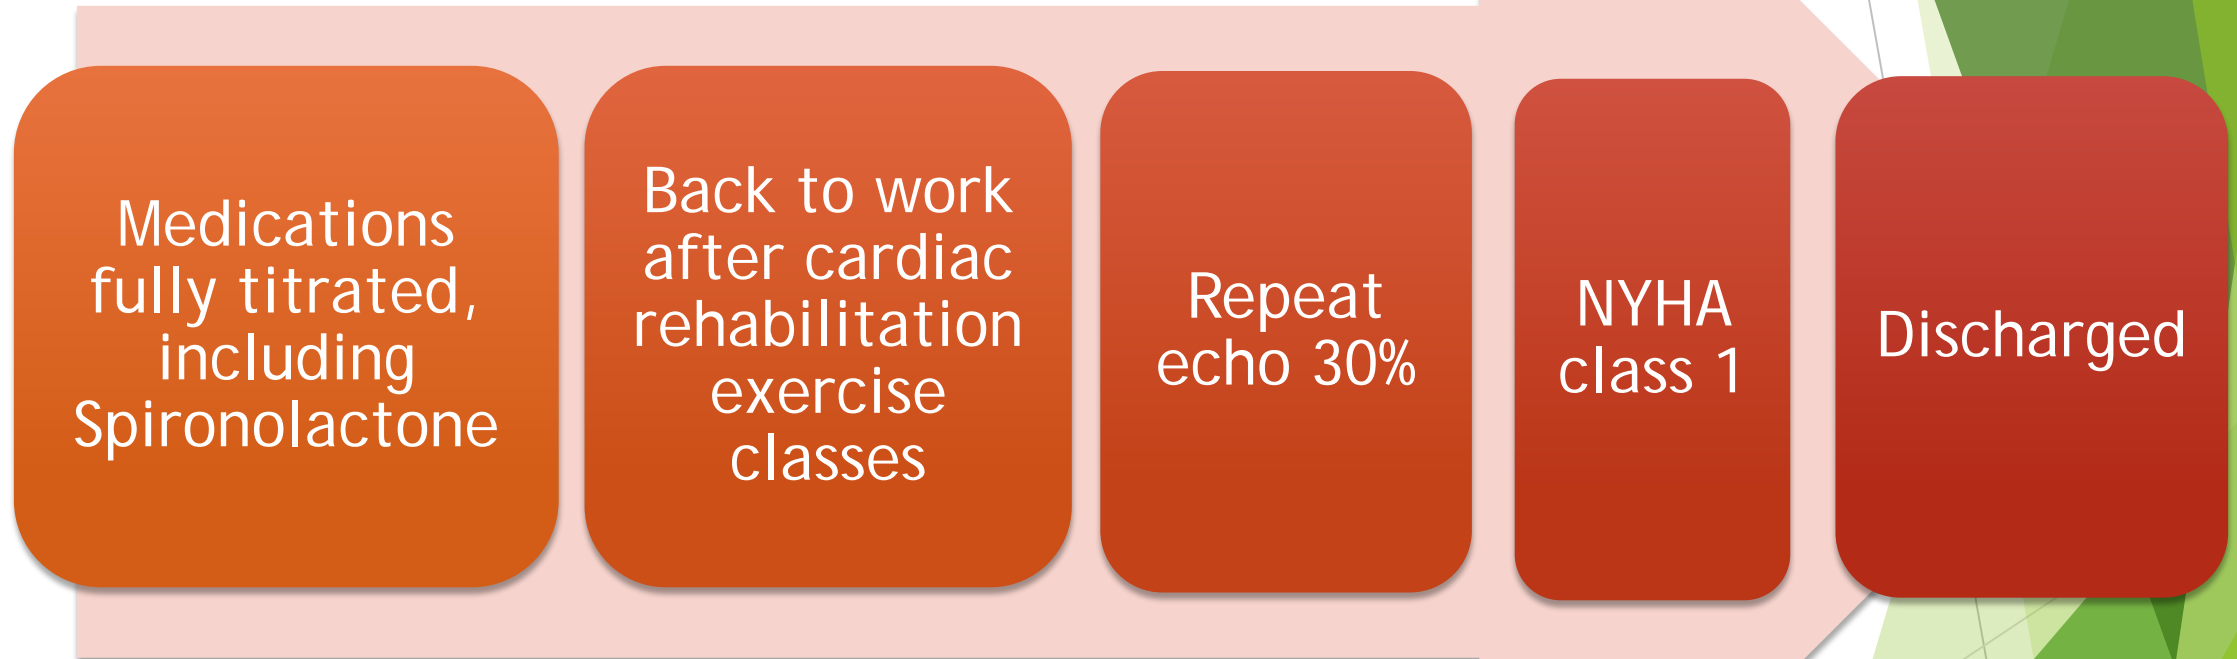 Medications
fully titrated,
including
Spironolactone
Back to work
after cardiac
rehabilitation
exercise
classes
Repeat
echo 30%
NYHA
class 1
Discharged